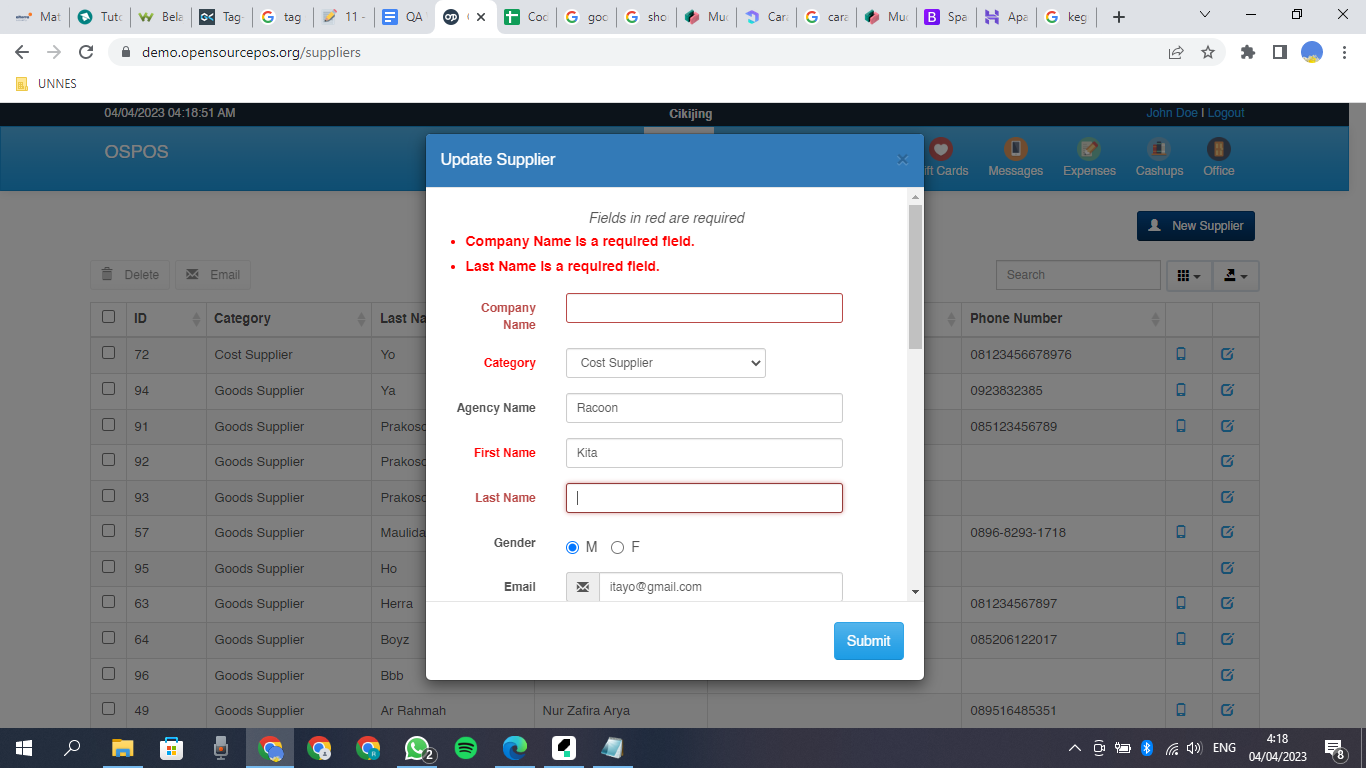 Mat
Tuto
Bela
Tag-
tag
11 -
QA
Cod
goo
sho
Muc
Cara
cara
Muc
Spa
Apa
keg
demo.opensourcepos.org/suppliers
UNNES
04/04/2023 04:18:51 AM
Cikijing
John Doe | Logout
OSPOS
ift Cards
Messages
Expenses
Cashups
Office
Update Supplier
×
New Supplier
Delete
Email
Search
Fields in red are required
Company Name is a required field.
Last Name is a required field.
Company Name
Category Cost Supplier
Agency Name Racoon
First Name Kita
Last Name
Gender M F
Email itayo@gmail.com
Submit
ID Category Last Na Phone Number
72 Cost Supplier Yo 08123456678976
94 Goods Supplier Ya 0923832385
91 Goods Supplier Prakoso 085123456789
92 Goods Supplier Prakoso
93 Goods Supplier Prakoso
57 Goods Supplier Maulida 0896-8293-1718
95 Goods Supplier Ho
63 Goods Supplier Herra 081234567897
64 Goods Supplier Boyz 085206122017
96 Goods Supplier Bbb
49 Goods Supplier Ar Rahmah Nur Zafira Arya 089516485351
2
ENG
4:18
04/04/2023
8